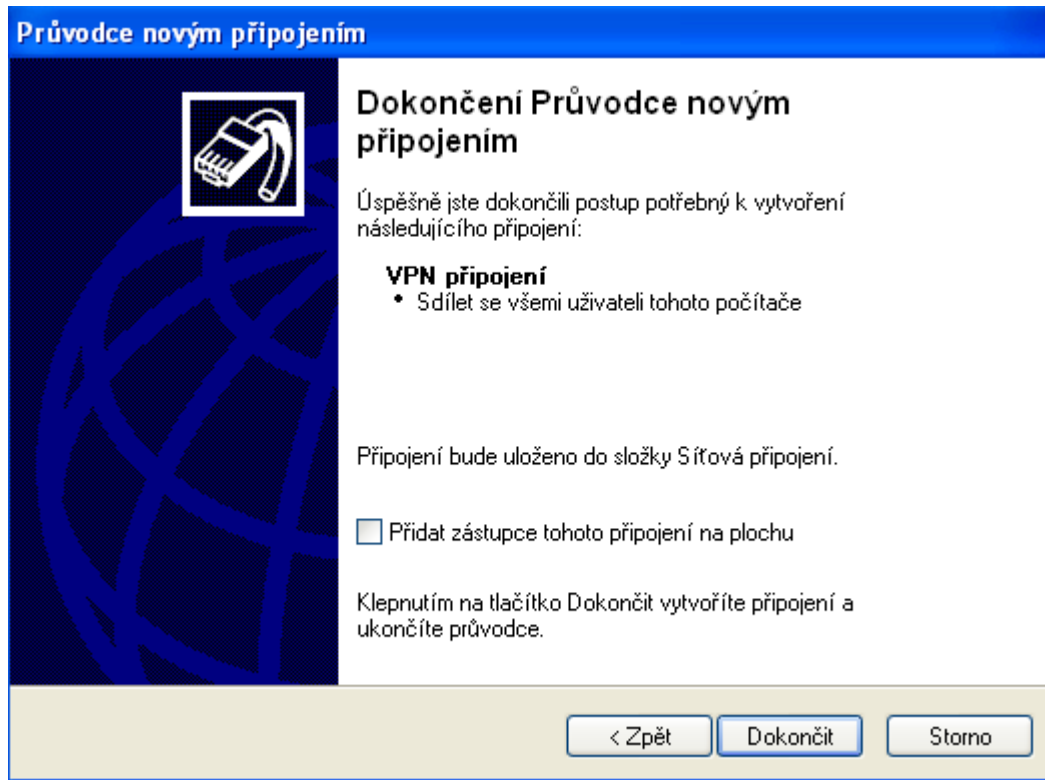 Průvodce novým připojením
Dokončení Průvodce novým
připojením
Úspěšně jste dokončili postup potřebný k vytvoření
následujícího připojení:
VPN připojení
• Sdílet se všemi uživateli tohoto počítače
Připojení bude uloženo do složky Síťová připojení.
Přidat zástupce tohoto připojení na plochu
Klepnutím na tlačítko Dokončit vytvoříte připojení a
ukončíte průvodce.
< Zpět Dokončit Storno